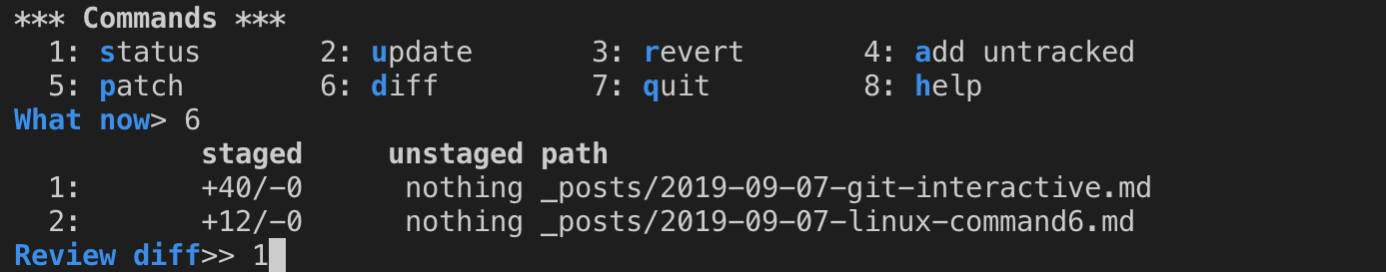 *** Commands ***
1: status 2: update 3: revert 4: add untracked
5: patch 6: diff 7: quit 8: help
What now> 6
staged unstaged path
1: +40/-0 nothing _posts/2019-09-07-git-interactive.md
2: +12/-0 nothing _posts/2019-09-07-linux-command6.md
Review diff>> 1